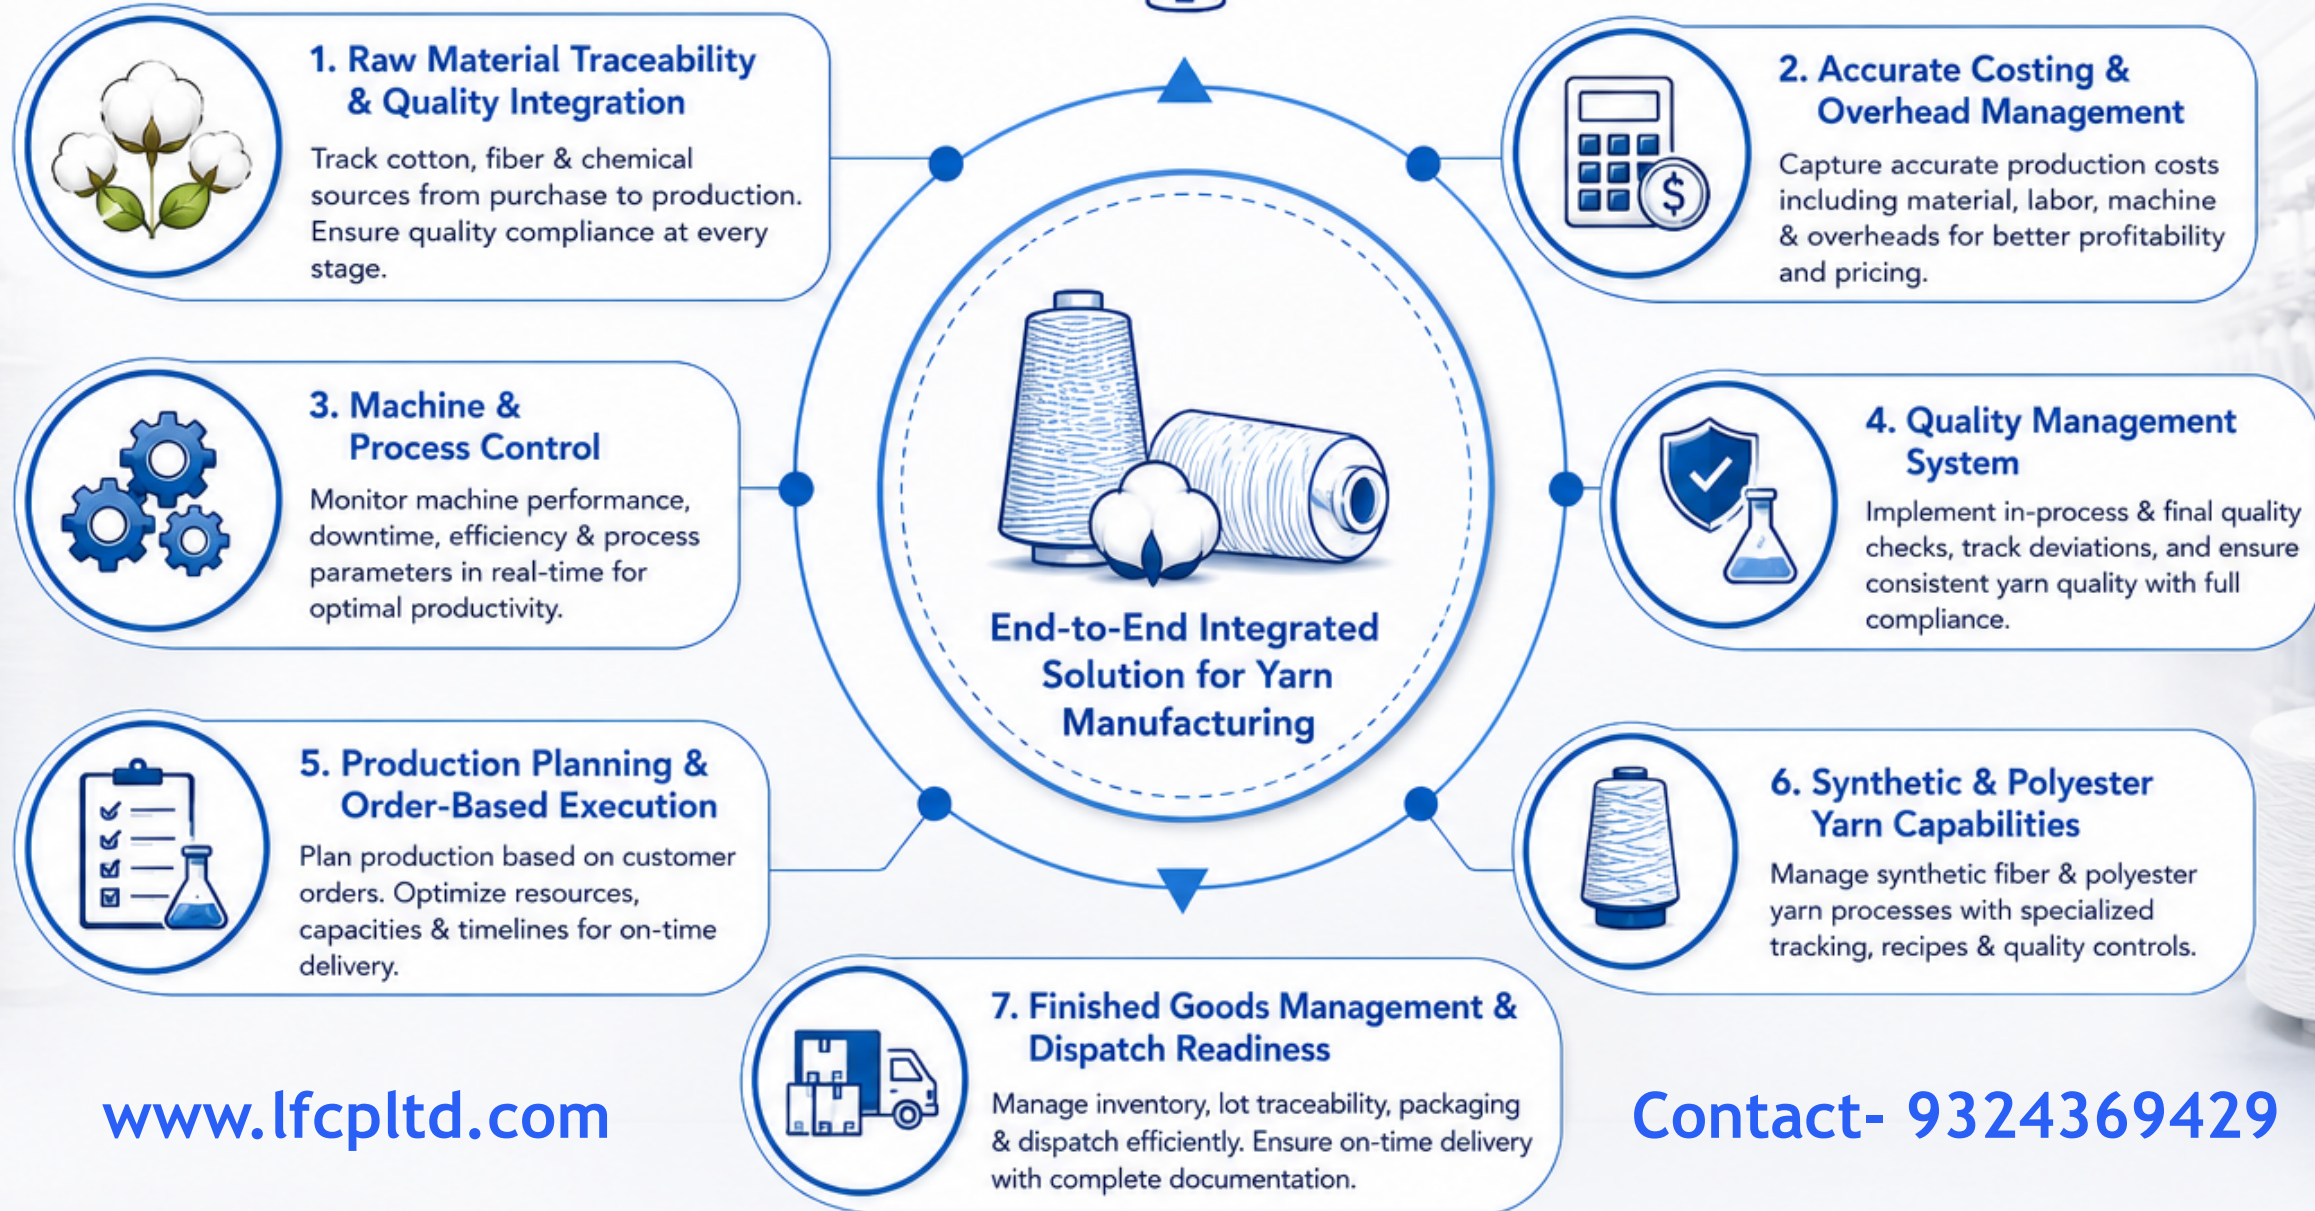 1. Raw Material Traceability
& Quality Integration
Track cotton, fiber & chemical
sources from purchase to production.
Ensure quality compliance at every
stage.
2. Accurate Costing &
Overhead Management
Capture accurate production costs
including material, labor, machine
& overheads for better profitability
and pricing.
3. Machine &
Process Control
Monitor machine performance,
downtime, efficiency & process
parameters in real-time for
optimal productivity.
End-to-End Integrated
Solution for Yarn
Manufacturing
4. Quality Management
System
Implement in-process & final quality
checks, track deviations, and ensure
consistent yarn quality with full
compliance.
5. Production Planning &
Order-Based Execution
Plan production based on customer
orders. Optimize resources,
capacities & timelines for on-time
delivery.
6. Synthetic & Polyester
Yarn Capabilities
Manage synthetic fiber & polyester
yarn processes with specialized
tracking, recipes & quality controls.
7. Finished Goods Management &
Dispatch Readiness
Manage inventory, lot traceability, packaging
& dispatch efficiently. Ensure on-time delivery
with complete documentation.
www.lfcpltd.com
Contact- 9324369429